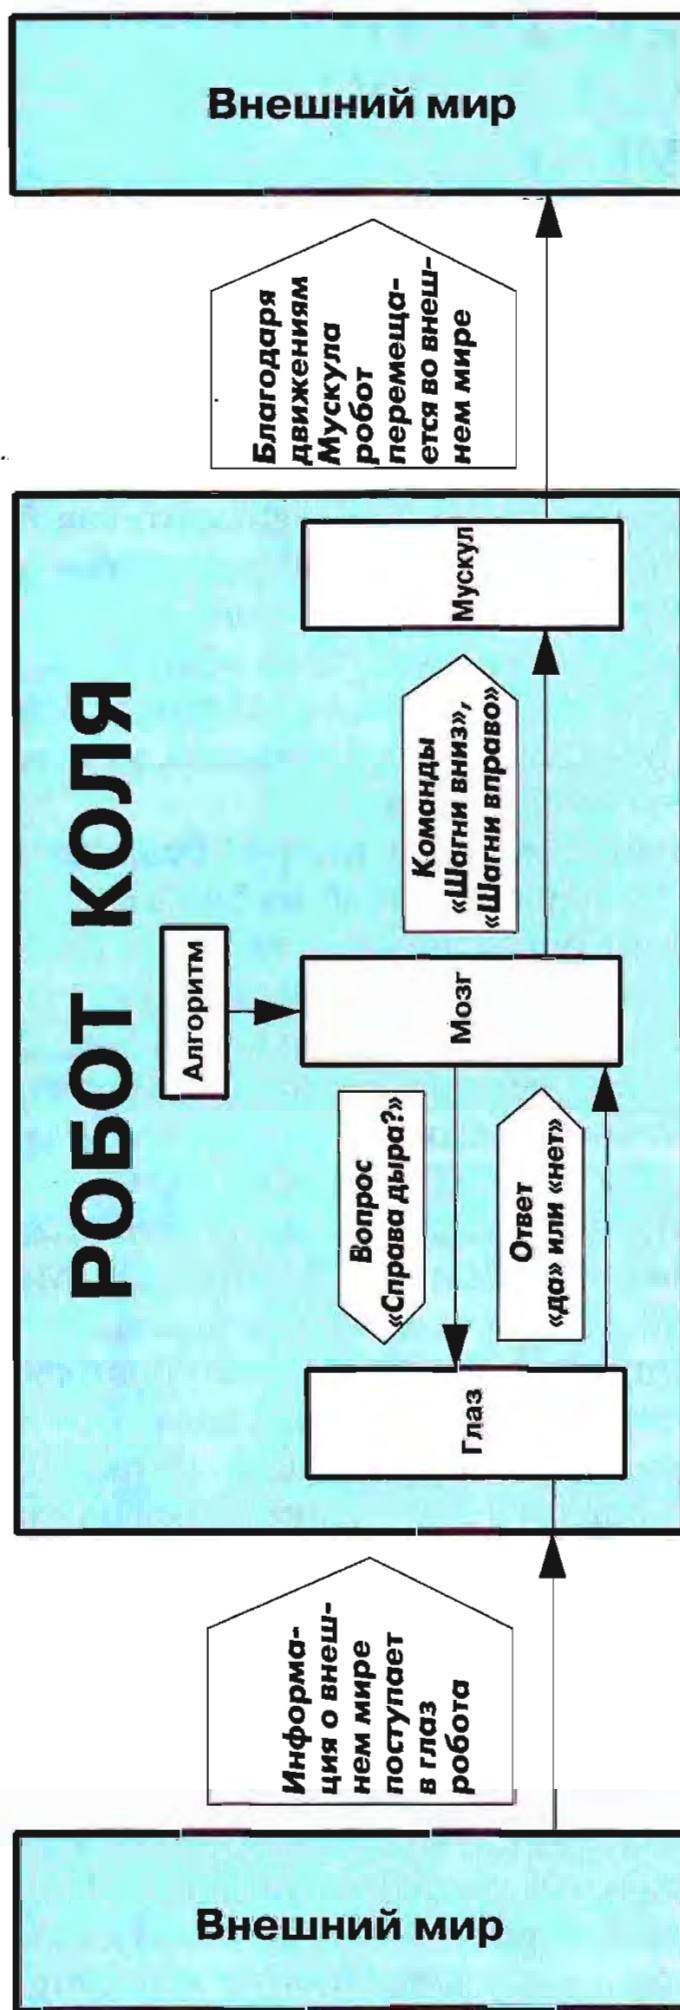 Внешний мир
Информа-
ция о внеш-
нем мире
поступает
в глаз
робота
РОБОТ КОЛЯ
Алгоритм
Глаз
Вопрос
«Справа дыра?»
Ответ
«да» или «нет»
Мозг
Команды
«Шагни вниз»,
«Шагни вправо»
Мускул
Благодаря
движениям
Мускула
робот
перемеща-
ется во внеш-
нем мире
Внешний мир